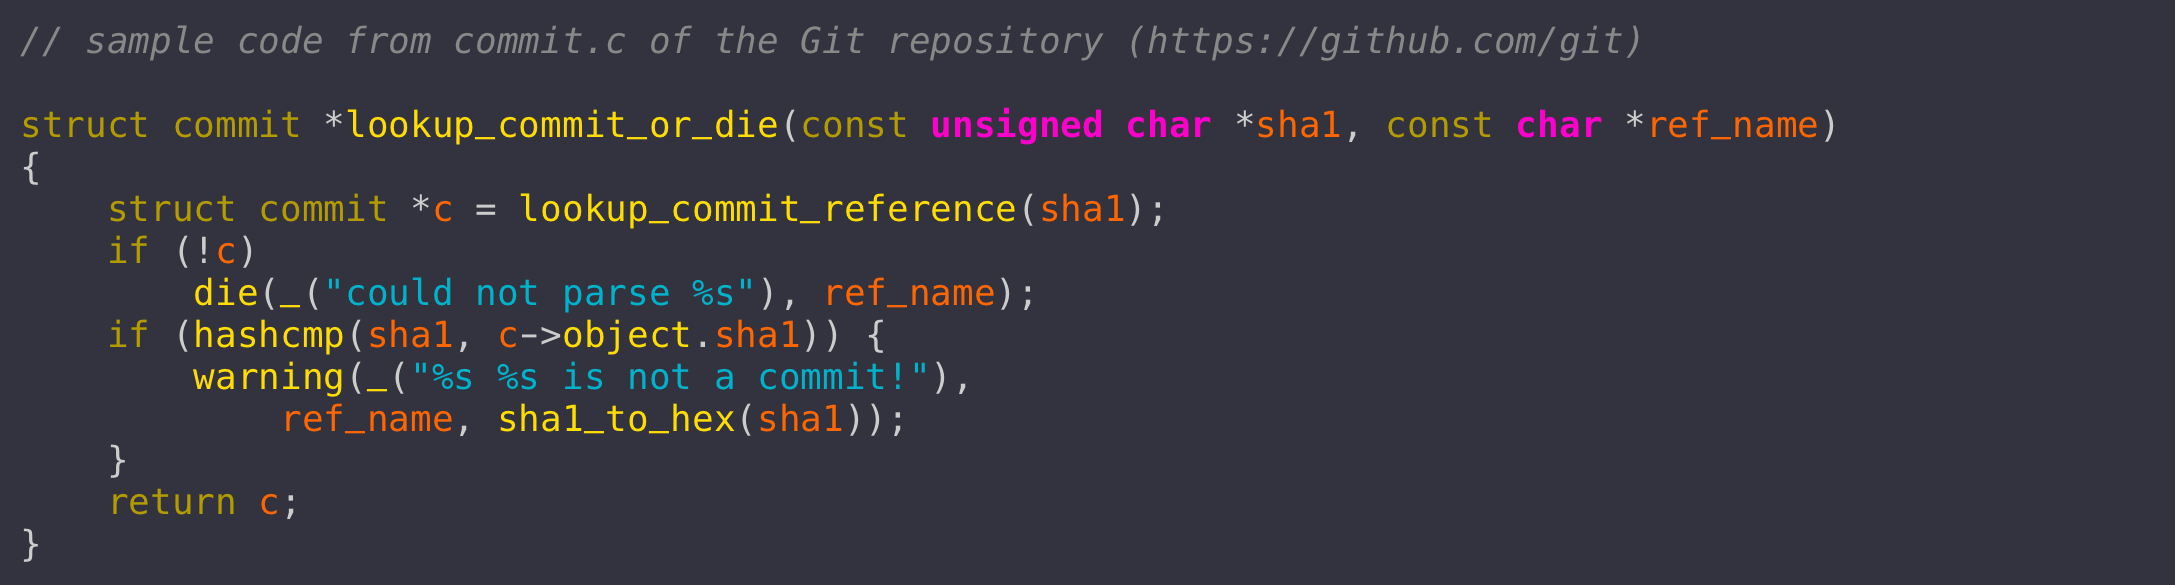 // sample code from commit.c of the Git repository (https://github.com/git)

struct commit *lookup_commit_or_die(const unsigned char *sha1, const char *ref_name)
{
    struct commit *c = lookup_commit_reference(sha1);
    if (!c)
        die(_("could not parse %s"), ref_name);
    if (hashcmp(sha1, c->object.sha1)) {
        warning(_("%s %s is not a commit!"),
            ref_name, sha1_to_hex(sha1));
    }
    return c;
}